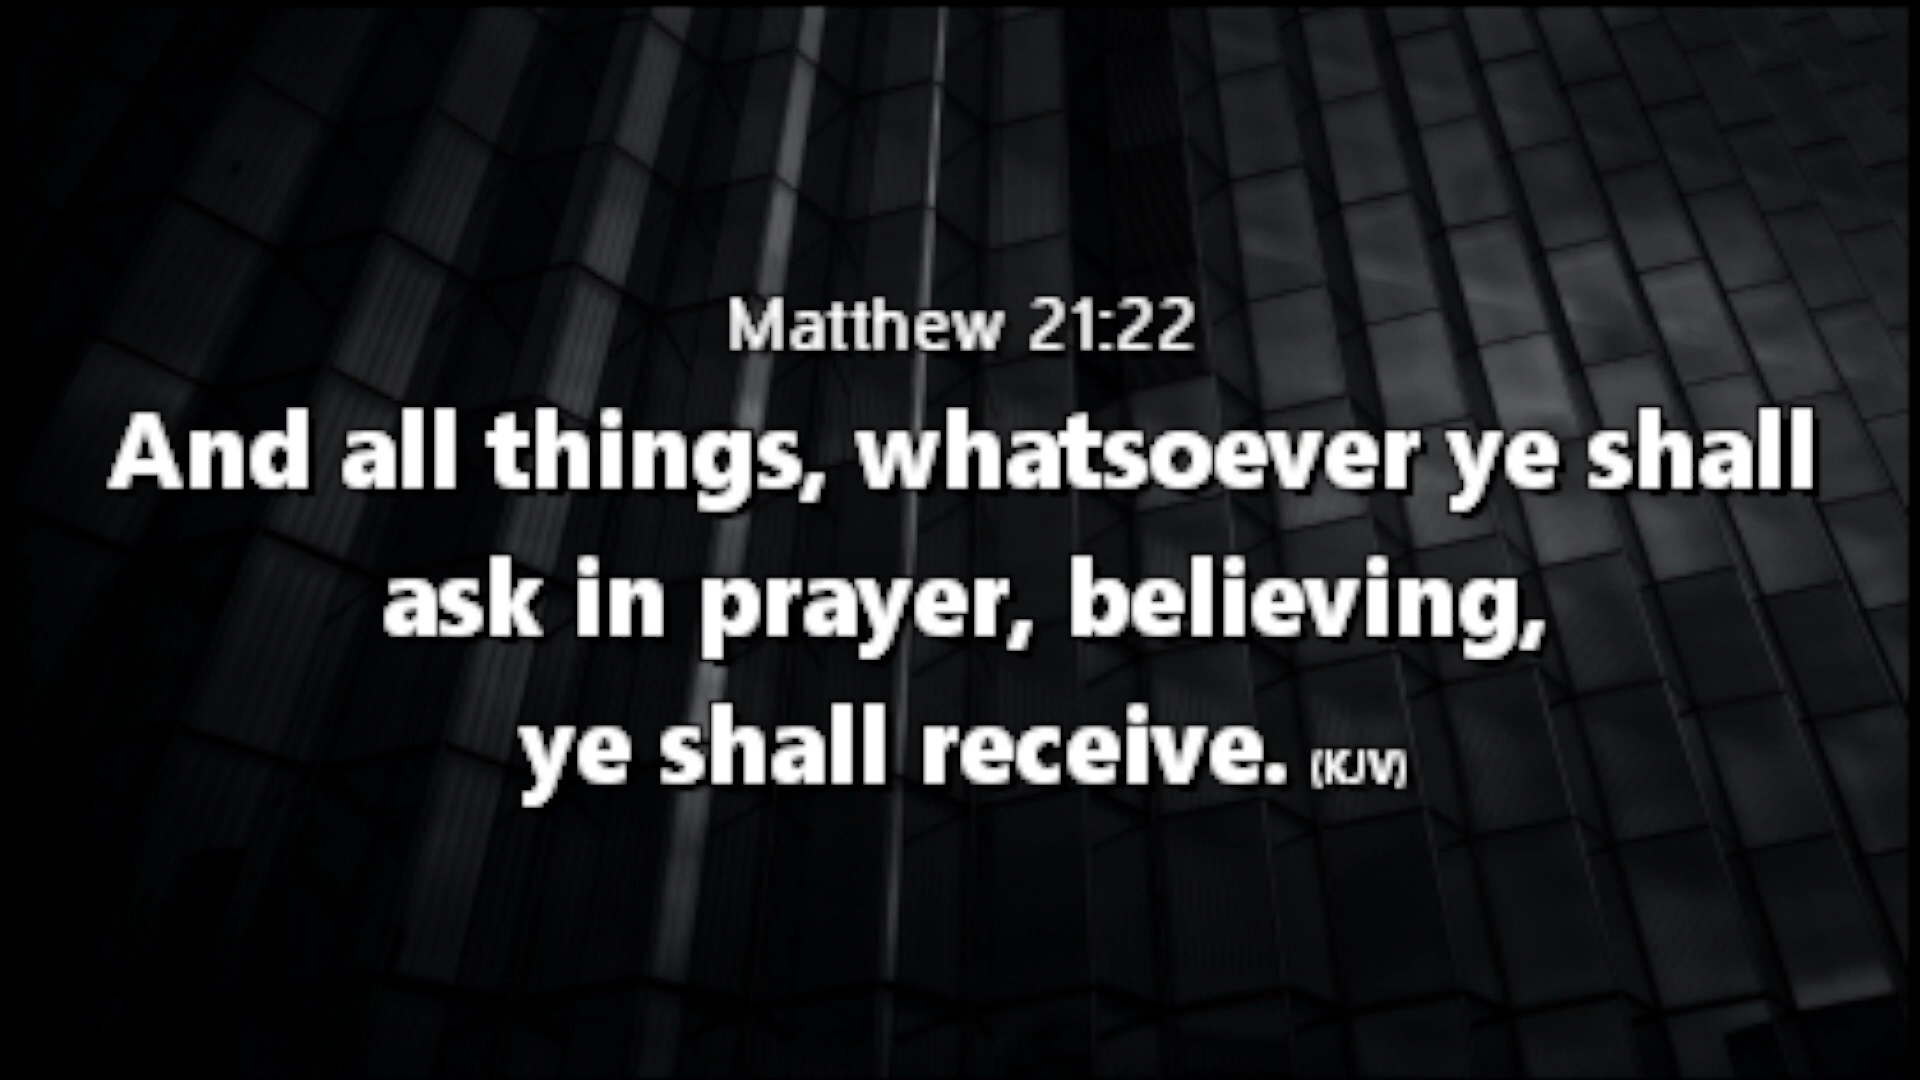 Matthew 21:22
And all things, whatsoever ye shall
ask in prayer, believing,
ye shall receive. (KJV)